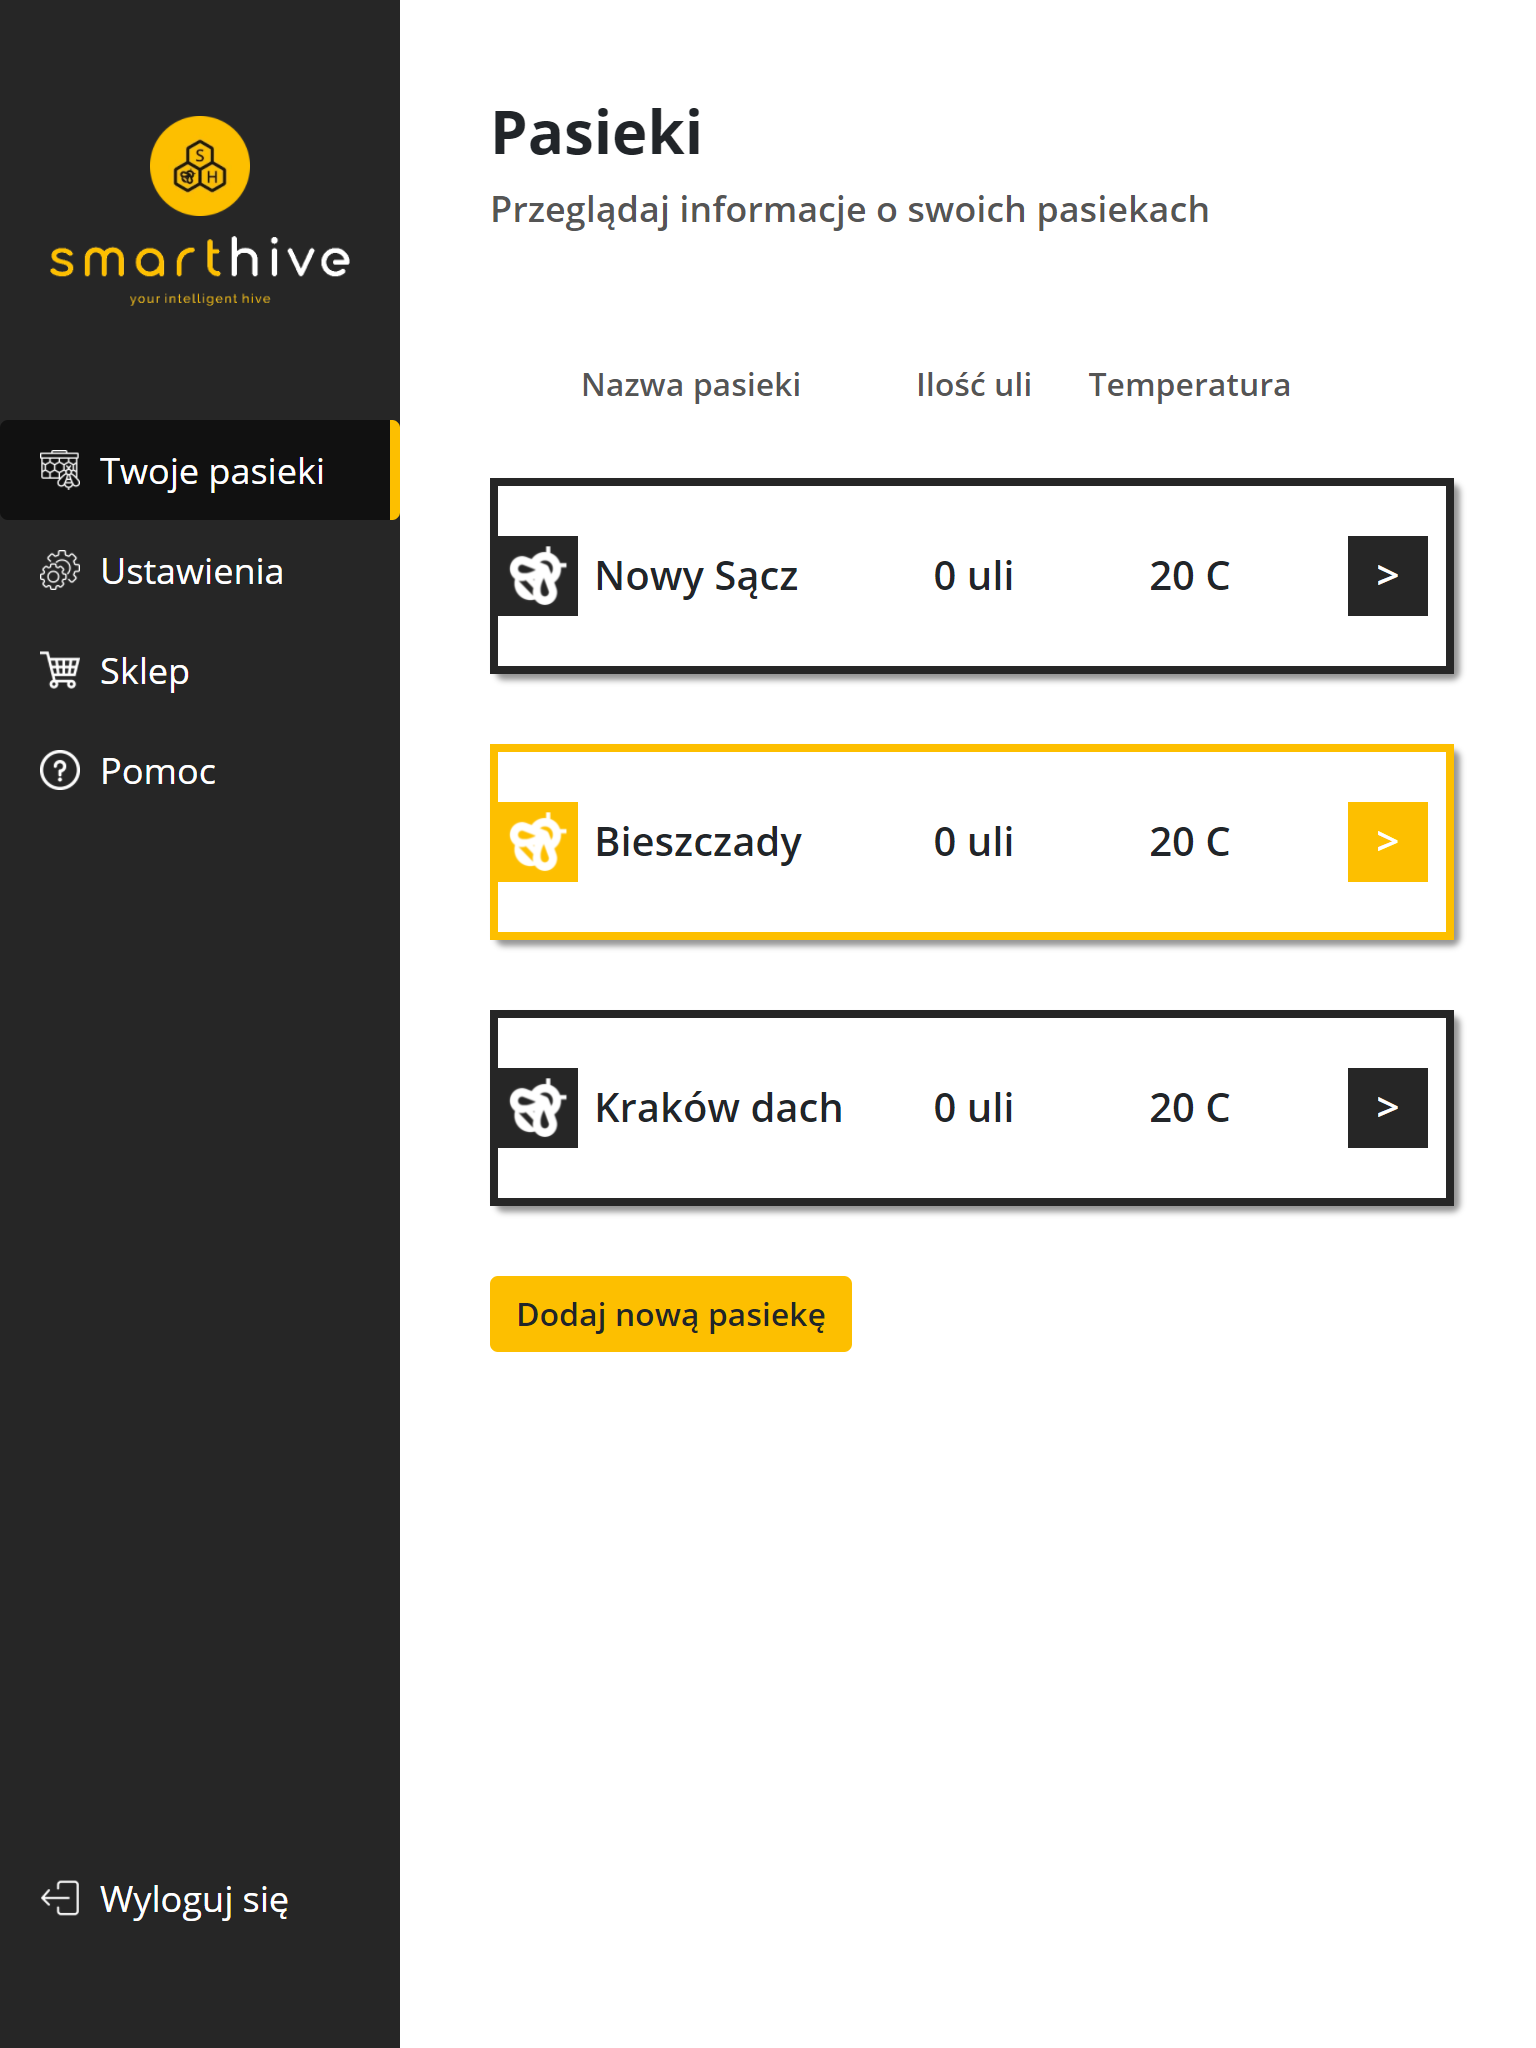 S
H
smarthive
your intelligent hive
Twoje pasieki
Ustawienia
Sklep
? Pomoc
Wyloguj się
Pasieki
Przeglądaj informacje o swoich pasiekach
Nazwa pasieki Ilość uli Temperatura
Nowy Sącz 0 uli 20 C >
Bieszczady 0 uli 20 C >
Kraków dach 0 uli 20 C >
Dodaj nową pasiekę